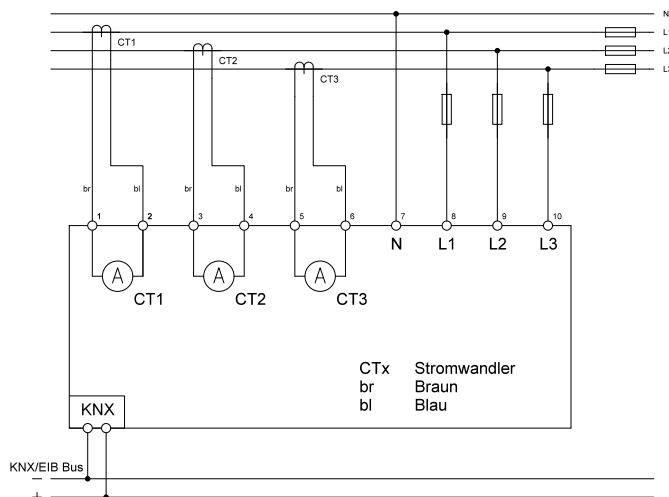 N
L1
L2
L3
CT1
CT2
CT3
br
bl
br
bl
br
bl
1 2 3 4 5 6 7 8 9 10
N L1 L2 L3
A A A
CT1 CT2 CT3
CTx Stromwandler
br Braun
bl Blau
KNX
KNX/EIB Bus
−
+